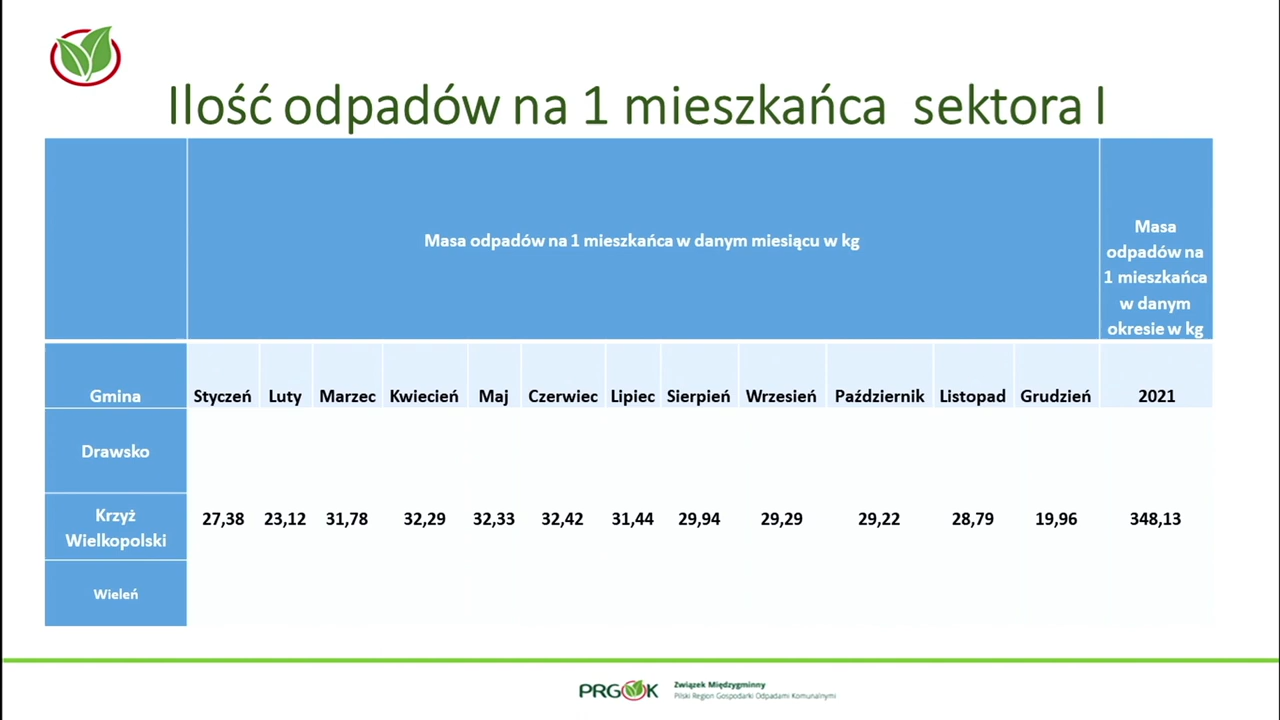 Ilość odpadów na 1 mieszkańca sektora I
Masa odpadów na 1 mieszkańca w danym miesiącu w kg
Masa
odpadów na
1 mieszkańca
w danym
okresie w kg
Gmina Styczeń Luty Marzec Kwiecień Maj Czerwiec Lipiec Sierpień Wrzesień Październik Listopad Grudzień 2021
Drawsko
Krzyż
Wielkopolski
27,38 23,12 31,78 32,29 32,33 32,42 31,44 29,94 29,29 29,22 28,79 19,96 348,13
Wieleń
PRGOK
Związek Międzygminny
Pilski Region Gospodarki Odpadami Komunalnymi